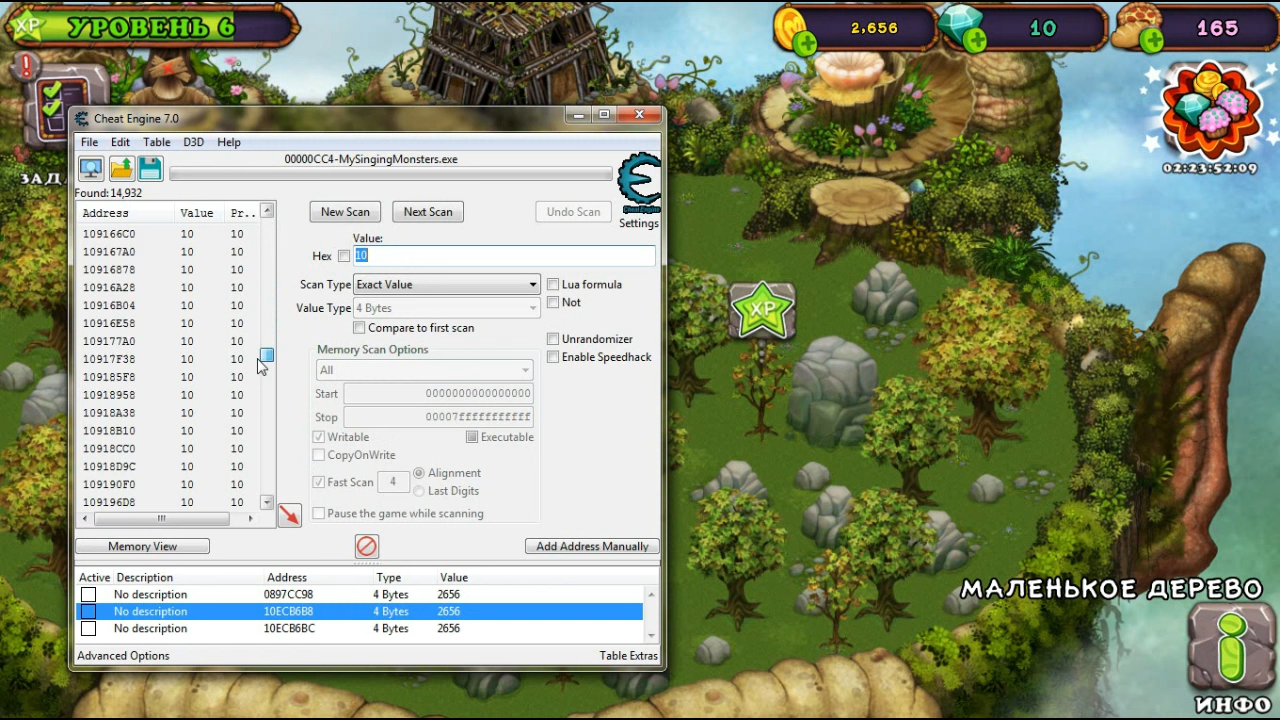 XP УРОВЕНЬ 6
2,656
10
165
02:23:52:09
ЗАД
Cheat Engine 7.0
File Edit Table D3D Help
00000CC4-MySingingMonsters.exe
Found:14,932
Settings
Address Value Pr..
109166C0 10 10
109167A0 10 10
10916878 10 10
10916A28 10 10
10916B04 10 10
10916E58 10 10
109177A0 10 10
10917F38 10 10
109185F8 10 10
10918958 10 10
10918A38 10 10
10918B10 10 10
10918CC0 10 10
10918D9C 10 10
109190F0 10 10
109196D8 10 10
New Scan Next Scan Undo Scan
Value:
Hex 10
Scan Type Exact Value
Lua formula
Not
Value Type 4 Bytes
Compare to first scan
Unrandomizer
Enable Speedhack
Memory Scan Options
All
Start 0000000000000000
Stop 00007fffffffffff
Writable Executable
CopyOnWrite
Fast Scan 4 Alignment
Last Digits
Pause the game while scanning
Memory View
Add Address Manually
Active Description Address Type Value
No description 0897CC98 4 Bytes 2656
No description 10ECB6B8 4 Bytes 2656
No description 10ECB6BC 4 Bytes 2656
Advanced Options Table Extras
XP
МАЛЕНЬКОЕ ДЕРЕВО
ИНФО